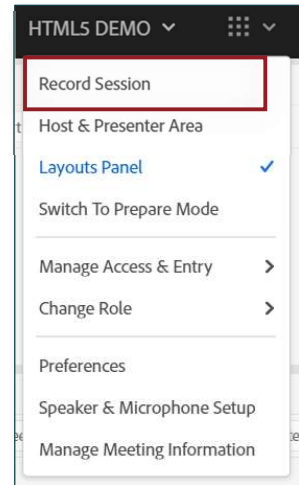 HTML5 DEMO
Record Session
Host & Presenter Area
Layouts Panel
Switch To Prepare Mode
Manage Access & Entry
Change Role
Preferences
Speaker & Microphone Setup
Manage Meeting Information